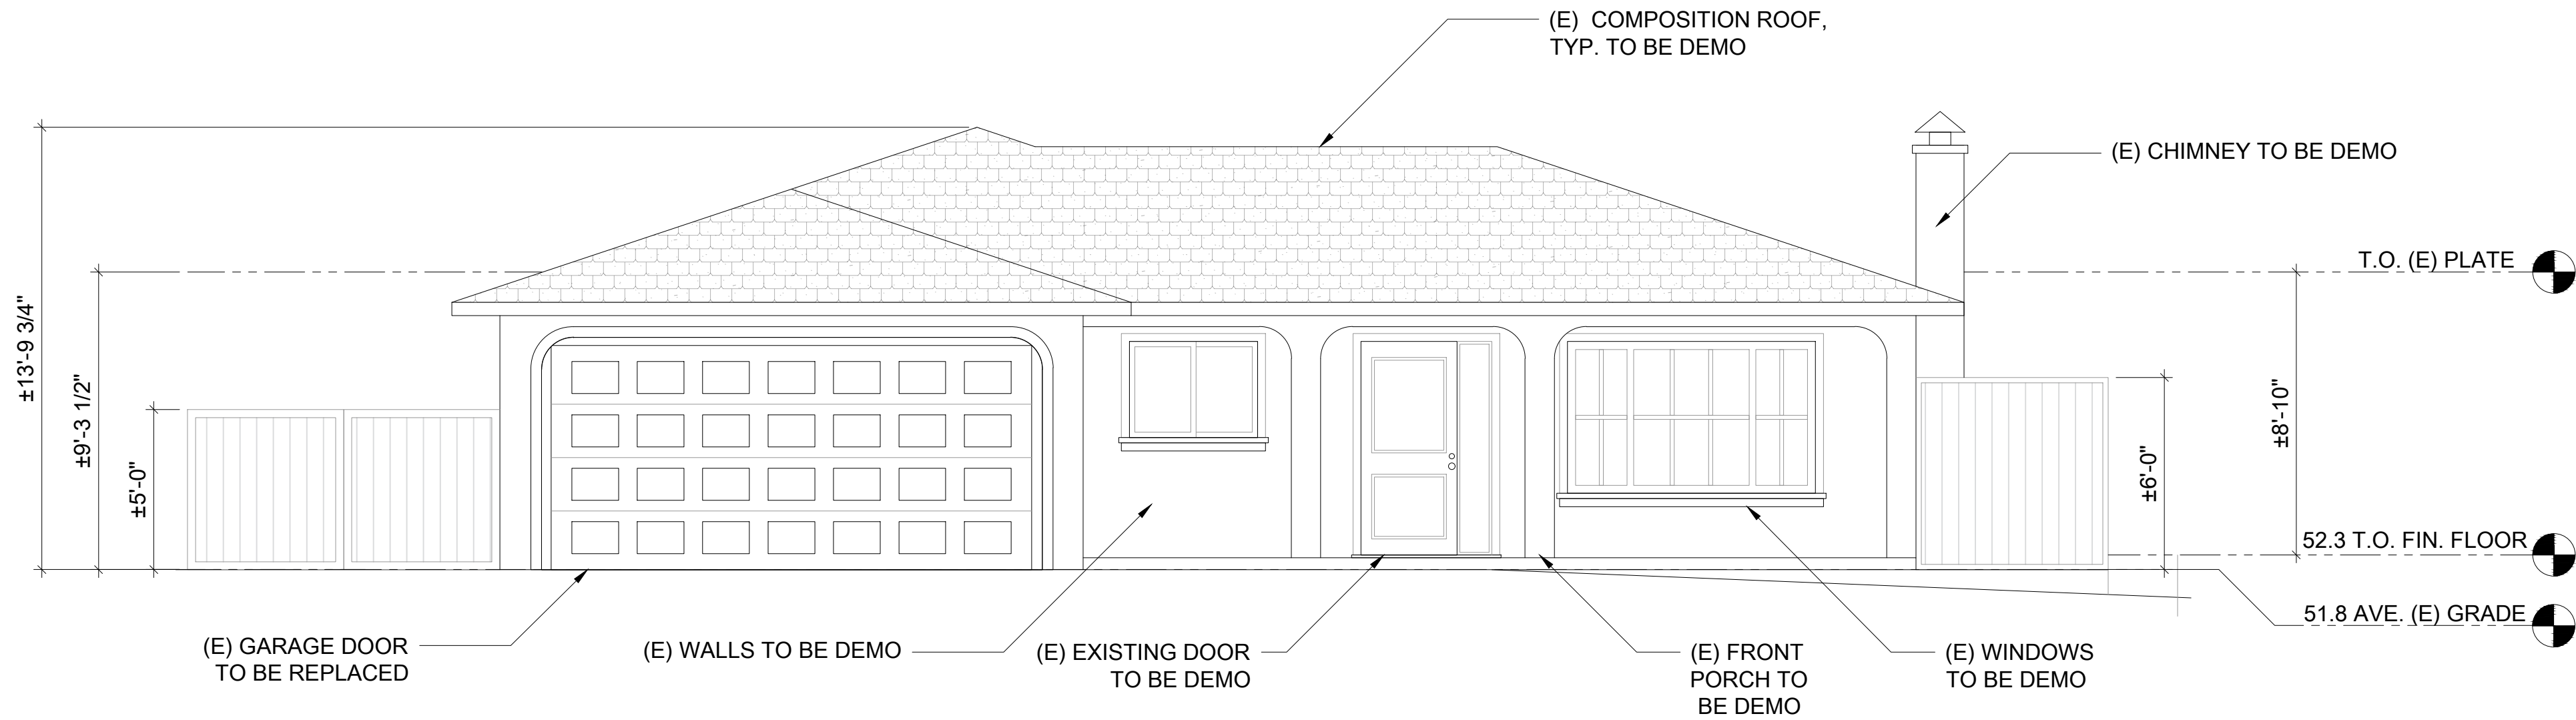 (E) COMPOSITION ROOF,
TYP. TO BE DEMO
(E) CHIMNEY TO BE DEMO
T.O. (E) PLATE
±13'-9 3/4"
±9'-3 1/2"
±5'-0"
±6'-0"
±8'-10"
52.3 T.O. FIN. FLOOR
51.8 AVE. (E) GRADE
(E) GARAGE DOOR
TO BE REPLACED
(E) WALLS TO BE DEMO
(E) EXISTING DOOR
TO BE DEMO
(E) FRONT
PORCH TO
BE DEMO
(E) WINDOWS
TO BE DEMO